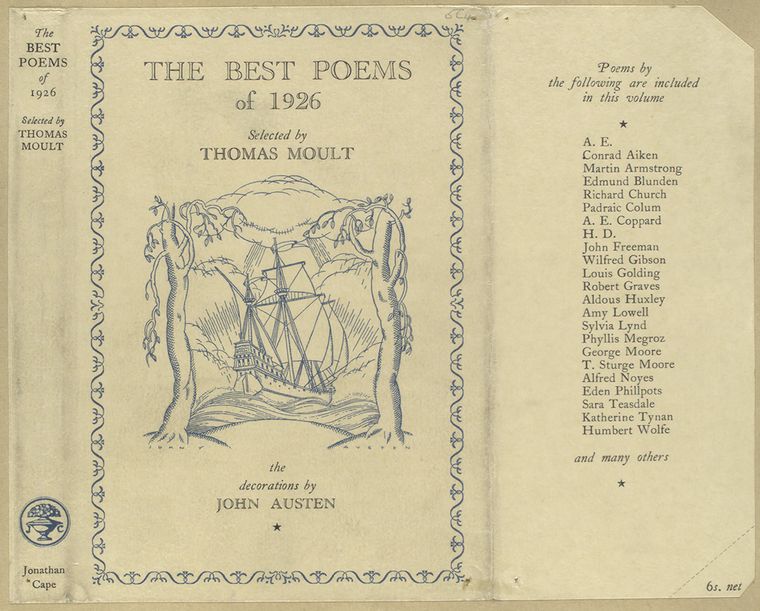 The
BEST
POEMS
of
1926
Selected by
THOMAS
MOULT
J C
Jonathan
Cape
THE BEST POEMS
of 1926
Selected by
THOMAS MOULT
JOHN
AUSTEN
the
decorations by
JOHN AUSTEN
Poems by
the following are included
in this volume
A. E.
Conrad Aiken
Martin Armstrong
Edmund Blunden
Richard Church
Padraic Colum
A. E. Coppard
H. D.
John Freeman
Wilfred Gibson
Louis Golding
Robert Graves
Aldous Huxley
Amy Lowell
Sylvia Lynd
Phyllis Megroz
George Moore
T. Sturge Moore
Alfred Noyes
Eden Phillpots
Sara Teasdale
Katherine Tynan
Humbert Wolfe
and many others
6s. net